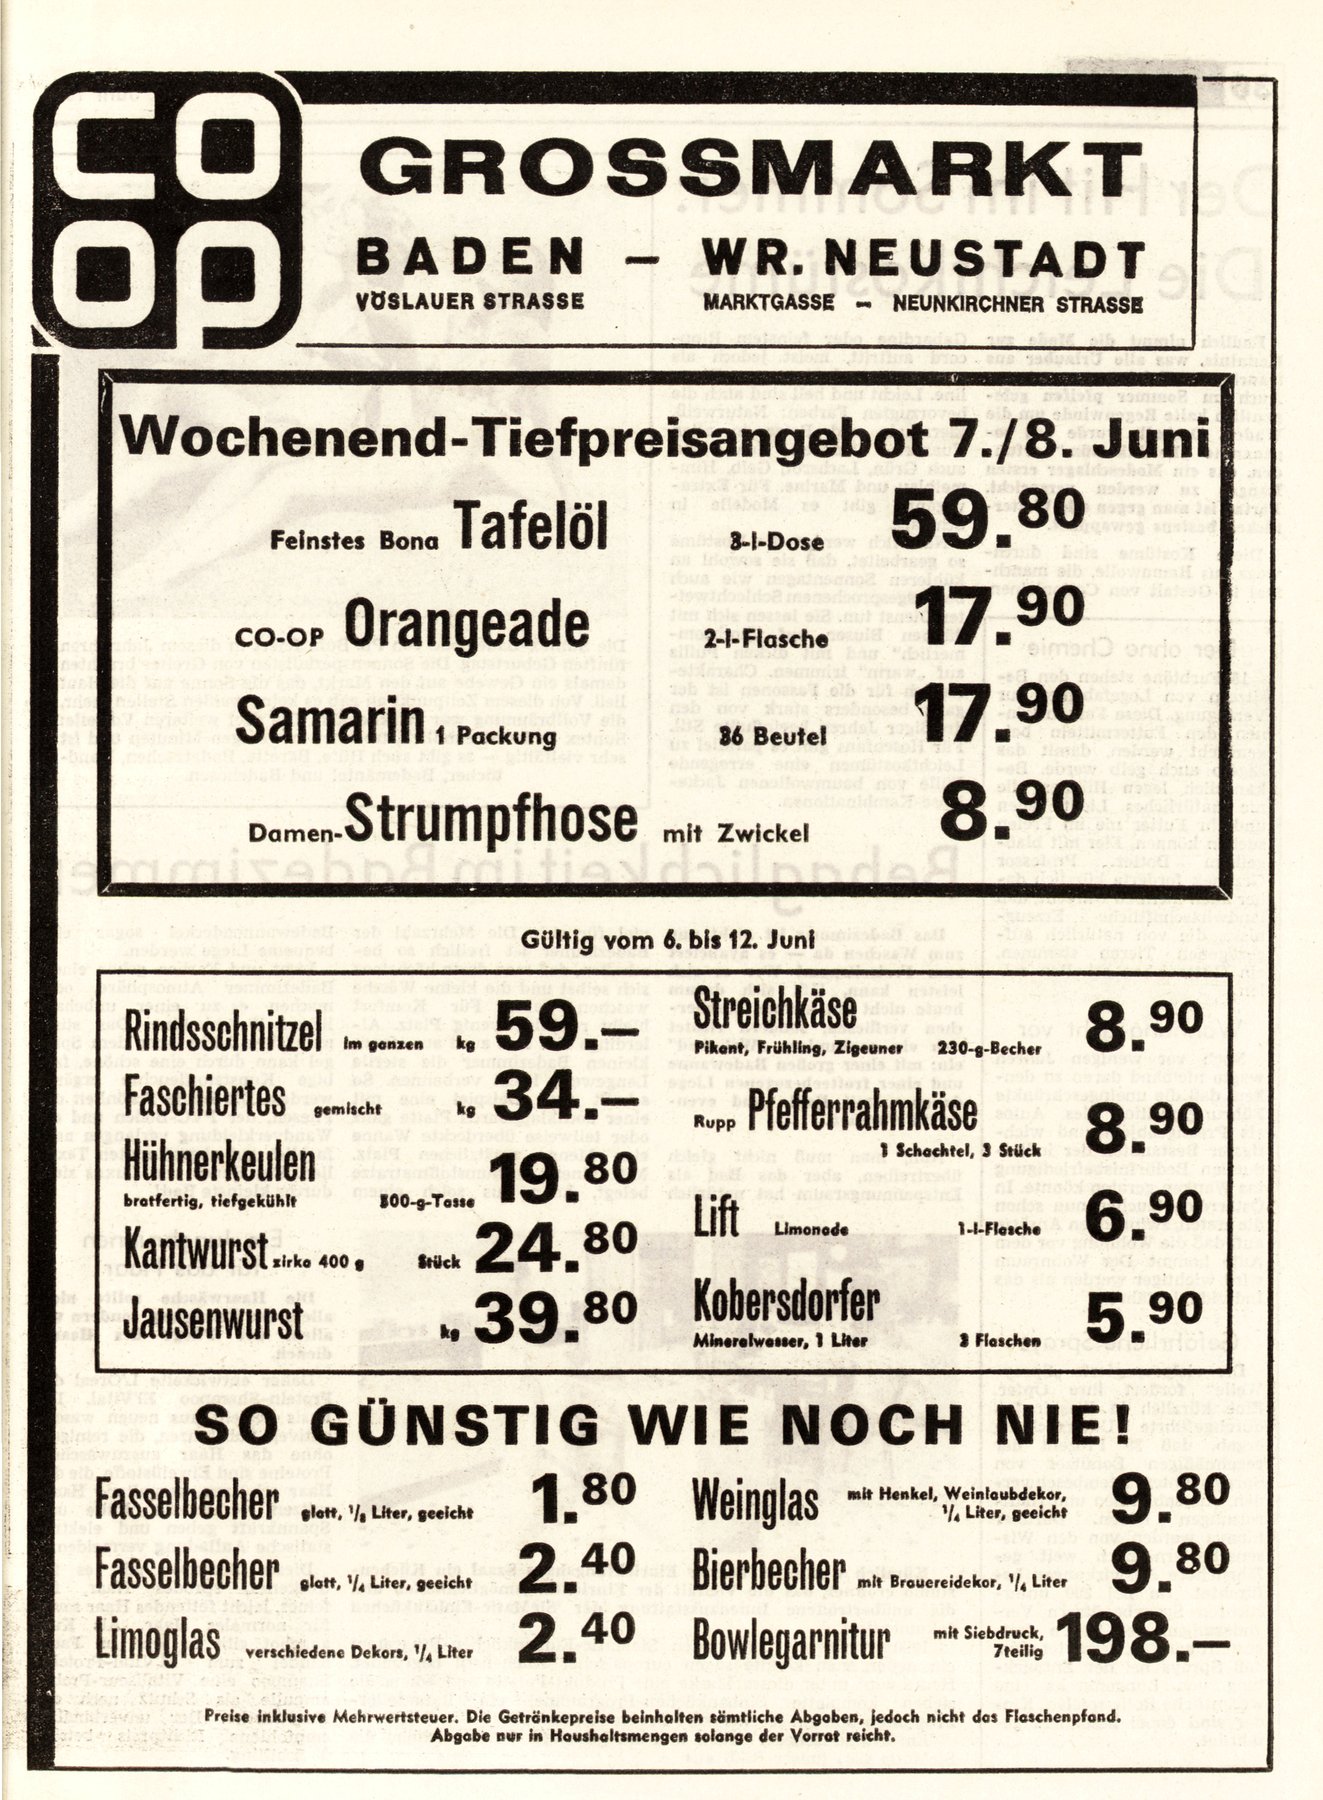 CO
OP
GROSSMARKT
BADEN – WR. NEUSTADT
VÖSLAUER STRASSE MARKTGASSE – NEUNKIRCHNER STRASSE
Wochenend-Tiefpreisangebot 7./8. Juni
Feinstes Bona Tafelöl 3-l-Dose 59.80
CO-OP Orangeade 2-l-Flasche 17.90
Samarin 1 Packung 36 Beutel 17.90
Damen-Strumpfhose mit Zwickel 8.90
Gültig vom 6. bis 12. Juni
Rindsschnitzel im ganzen kg 59.–
Faschiertes gemischt kg 34.–
Hühnerkeulen
bratfertig, tiefgekühlt 500-g-Tasse 19.80
Kantwurst zirka 400 g Stück 24.80
Jausenwurst kg 39.80
Streichkäse
Pikant, Frühling, Zigeuner 230-g-Becher 8.90
Rupp Pfefferrahmkäse
1 Schachtel, 3 Stück 8.90
Lift Limonade 1-l-Flasche 6.90
Kobersdorfer
Mineralwasser, 1 Liter 3 Flaschen 5.90
SO GÜNSTIG WIE NOCH NIE!
Fasselbecher glatt, 1/8 Liter, geeicht 1.80
Fasselbecher glatt, 1/4 Liter, geeicht 2.40
Limoglas verschiedene Dekors, 1/4 Liter 2.40
Weinglas mit Henkel, Weinlaubdekor,
1/4 Liter, geeicht 9.80
Bierbecher mit Brauereidekor, 1/4 Liter 9.80
Bowlegarnitur mit Siebdruck,
7teilig 198.–
Preise inklusive Mehrwertsteuer. Die Getränkepreise beinhalten sämtliche Abgaben, jedoch nicht das Flaschenpfand.
Abgabe nur in Haushaltsmengen solange der Vorrat reicht.